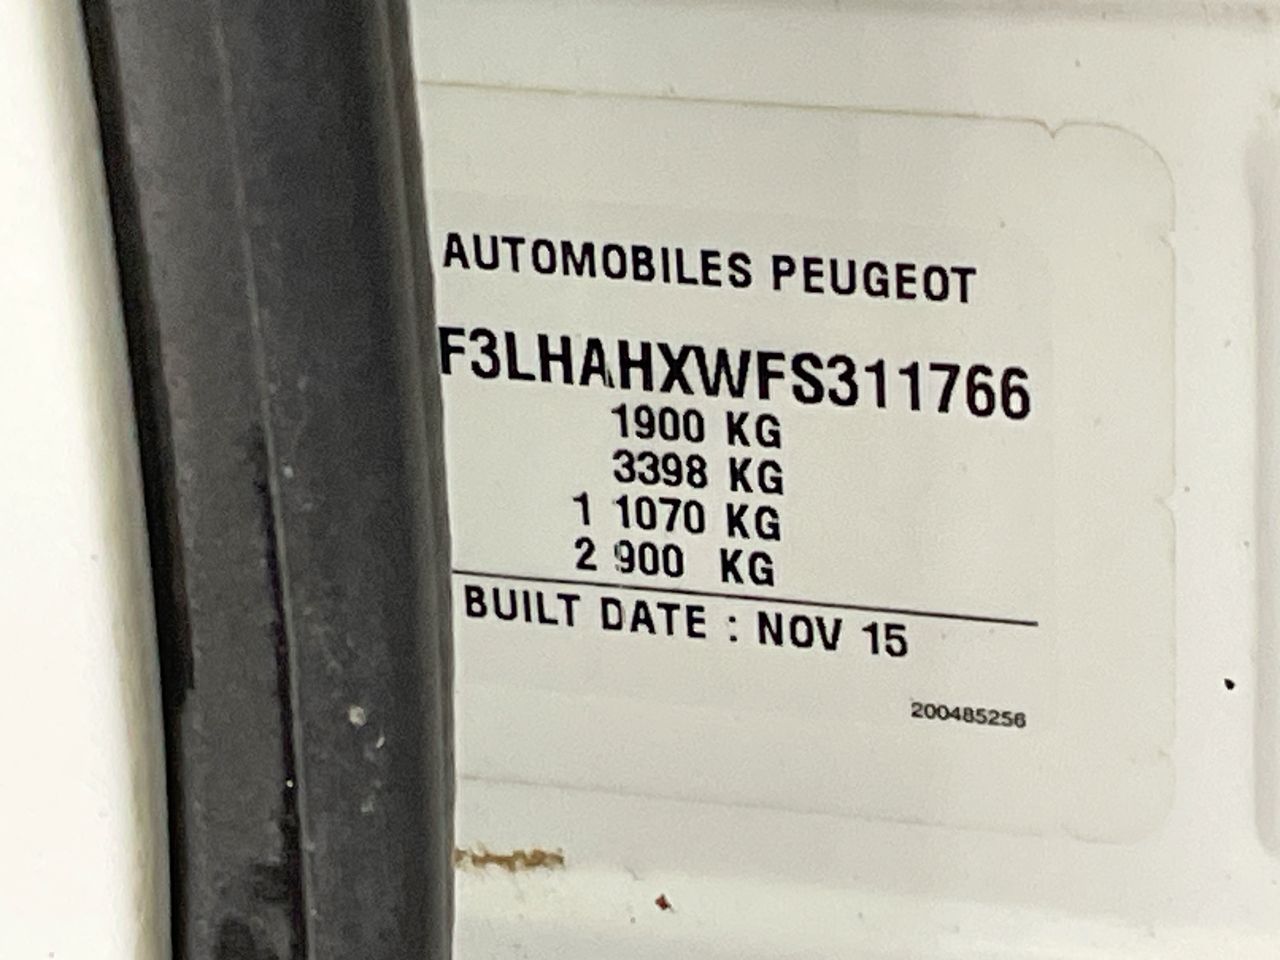 AUTOMOBILES PEUGEOT
F3LHAHXWFS311766
1900 KG
3398 KG
1 1070 KG
2 900 KG
BUILT DATE : NOV 15
200485256